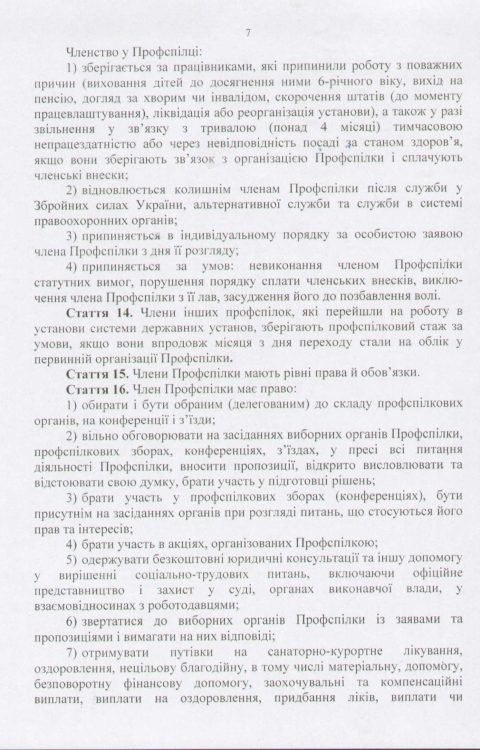 7
Членство у Профспілці:
1) зберігається за працівниками, які припинили роботу з поважних
причин (виховання дітей до досягнення ними 6-річного віку, вихід на
пенсію, догляд за хворим чи інвалідом, скорочення штатів (до моменту
працевлаштування), ліквідація або реорганізація установи), а також у разі
звільнення у зв’язку з тривалою (понад 4 місяці) тимчасовою
непрацездатністю або через невідповідність посаді за станом здоров’я,
якщо вони зберігають зв’язок з організацією Профспілки і сплачують
членські внески;
2) відновлюється колишнім членам Профспілки після служби у
Збройних силах України, альтернативної служби та служби в системі
правоохоронних органів;
3) припиняється в індивідуальному порядку за особистою заявою
члена Профспілки з дня її розгляду;
4) припиняється за умов: невиконання членом Профспілки
статутних вимог, порушення порядку сплати членських внесків, виклю-
чення члена Профспілки з її лав, засудження його до позбавлення волі.
Стаття 14. Члени інших профспілок, які перейшли на роботу в
установи системи державних установ, зберігають профспілковий стаж за
умови, якщо вони впродовж місяця з дня переходу стали на облік у
первинній організації Профспілки.
Стаття 15. Члени Профспілки мають рівні права й обов’язки.
Стаття 16. Член Профспілки має право:
1) обирати і бути обраним (делегованим) до складу профспілкових
органів, на конференції і з’їзди;
2) вільно обговорювати на засіданнях виборних органів Профспілки,
профспілкових зборах, конференціях, з’їздах, у пресі всі питання
діяльності Профспілки, вносити пропозиції, відкрито висловлювати та
відстоювати свою думку, брати участь у підготовці рішень;
3) брати участь у профспілкових зборах (конференціях), бути
присутнім на засіданнях органів при розгляді питань, що стосуються його
прав та інтересів;
4) брати участь в акціях, організованих Профспілкою;
5) одержувати безкоштовні юридичні консультації та іншу допомогу
у вирішенні соціально-трудових питань, включаючи офіційне
представництво і захист у суді, органах виконавчої влади, у
взаємовідносинах з роботодавцями;
6) звертатися до виборних органів Профспілки із заявами та
пропозиціями і вимагати на них відповіді;
7) отримувати путівки на санаторно-курортне лікування,
оздоровлення, нецільову благодійну, в тому числі матеріальну, допомогу,
безповоротну фінансову допомогу, заохочувальні та компенсаційні
виплати, виплати на оздоровлення, придбання ліків, виплати чи